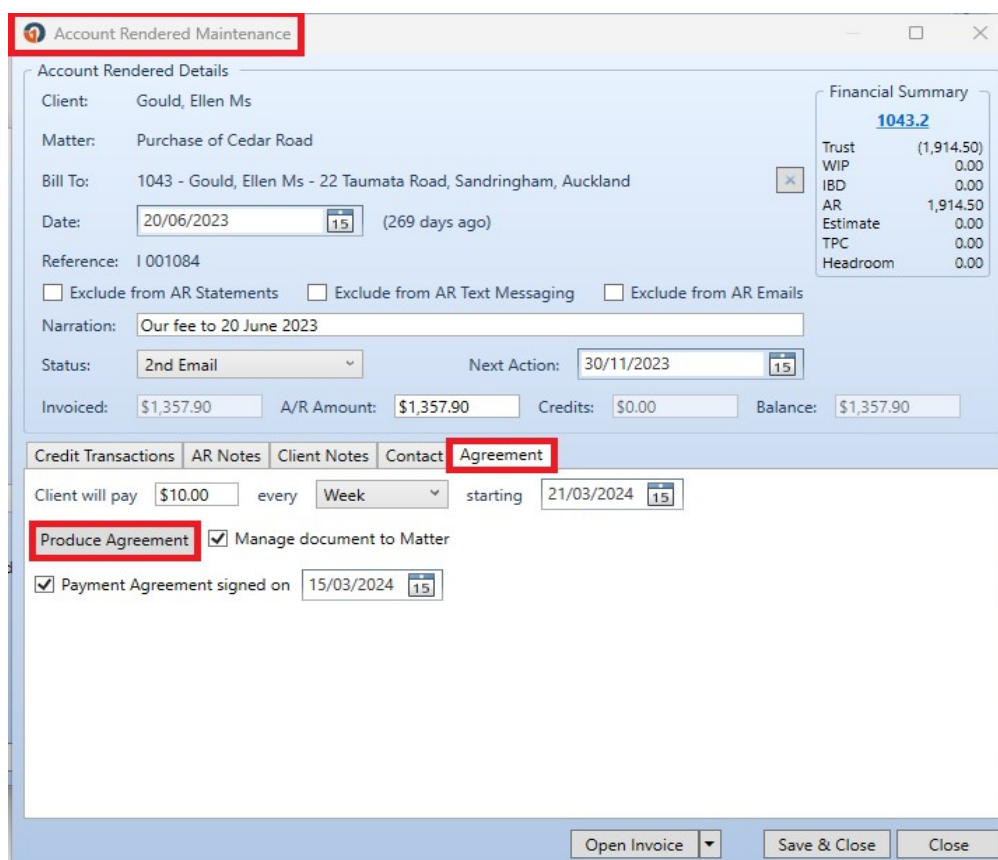 Account Rendered Maintenance
Account Rendered Details
Client: Gould, Ellen Ms
Matter: Purchase of Cedar Road
Bill To: 1043 - Gould, Ellen Ms - 22 Taumata Road, Sandringham, Auckland
Date: 20/06/2023 15 (269 days ago)
Reference: I 001084
Financial Summary
1043.2
Trust (1,914.50)
WIP 0.00
IBD 0.00
AR 1,914.50
Estimate 0.00
TPC 0.00
Headroom 0.00
Exclude from AR Statements Exclude from AR Text Messaging Exclude from AR Emails
Narration: Our fee to 20 June 2023
Status: 2nd Email Next Action: 30/11/2023 15
Invoiced: $1,357.90 A/R Amount: $1,357.90 Credits: $0.00 Balance: $1,357.90
Credit Transactions AR Notes Client Notes Contact Agreement
Client will pay $10.00 every Week starting 21/03/2024 15
Produce Agreement Manage document to Matter
Payment Agreement signed on 15/03/2024 15
Open Invoice Save & Close Close